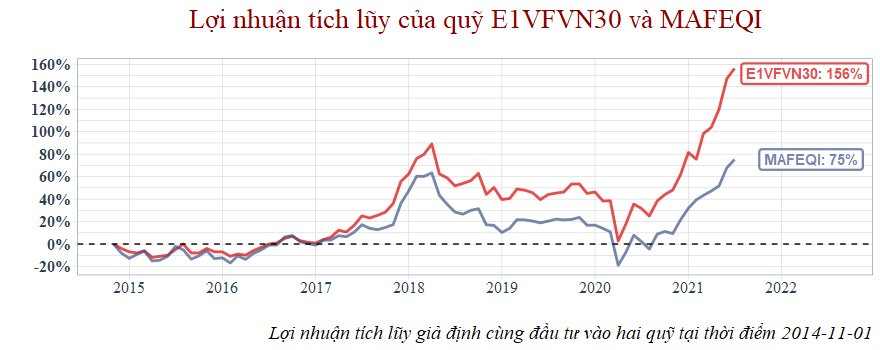 Lợi nhuận tích lũy của quỹ E1VFVN30 và MAFEQI
160%
E1VFVN30: 156%
140%
120%
100%
80%
MAFEQI: 75%
60%
40%
20%
0%
-20%
2015 2016 2017 2018 2019 2020 2021 2022
Lợi nhuận tích lũy giả định cùng đầu tư vào hai quỹ tại thời điểm 2014-11-01